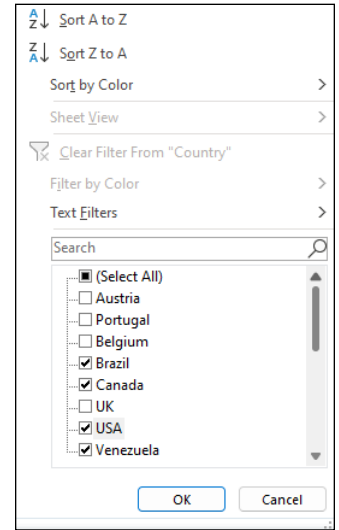 Sort A to Z
Sort Z to A
Sort by Color
Sheet View
Clear Filter From "Country"
Filter by Color
Text Filters
Search
(Select All)
Austria
Portugal
Belgium
Brazil
Canada
UK
USA
Venezuela
OK Cancel